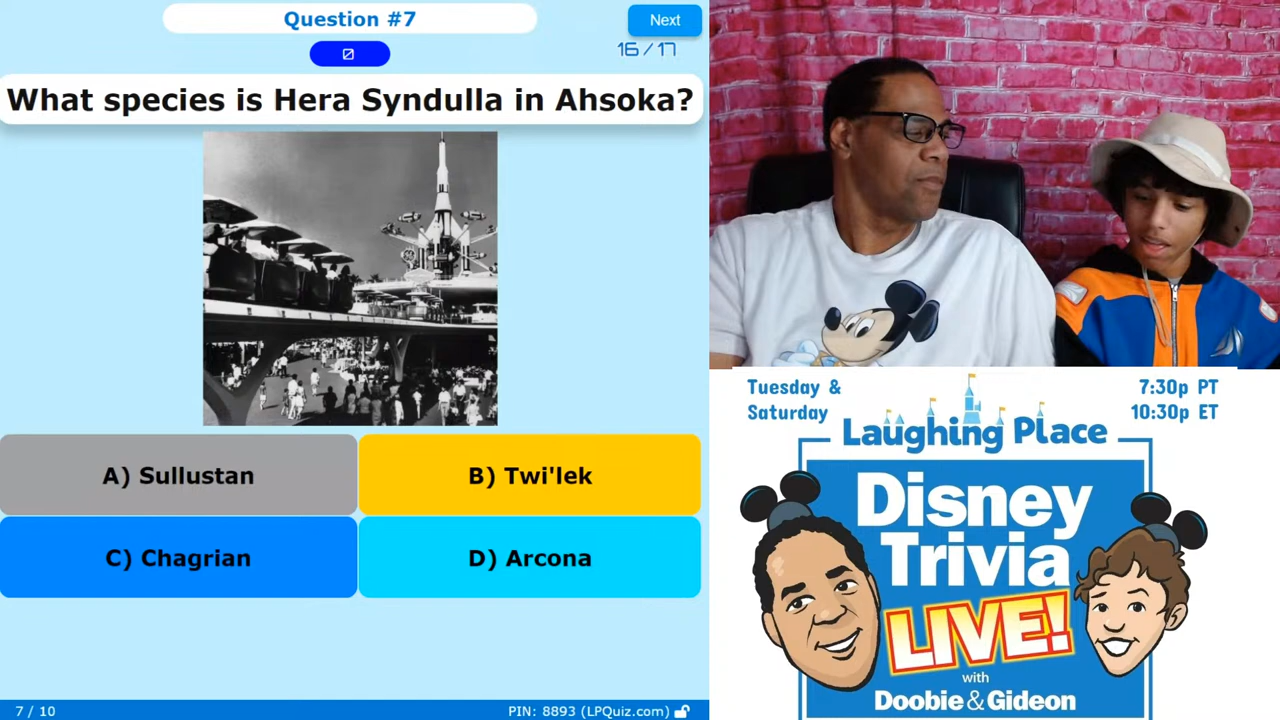 Question #7
Next
0
16/17
What species is Hera Syndulla in Ahsoka?
A) Sullustan
B) Twi'lek
C) Chagrian
D) Arcona
7 / 10
PIN: 8893 (LPQuiz.com)
Tuesday &
Saturday
7:30p PT
10:30p ET
Laughing Place
Disney
Trivia
LIVE!
with
Doobie & Gideon